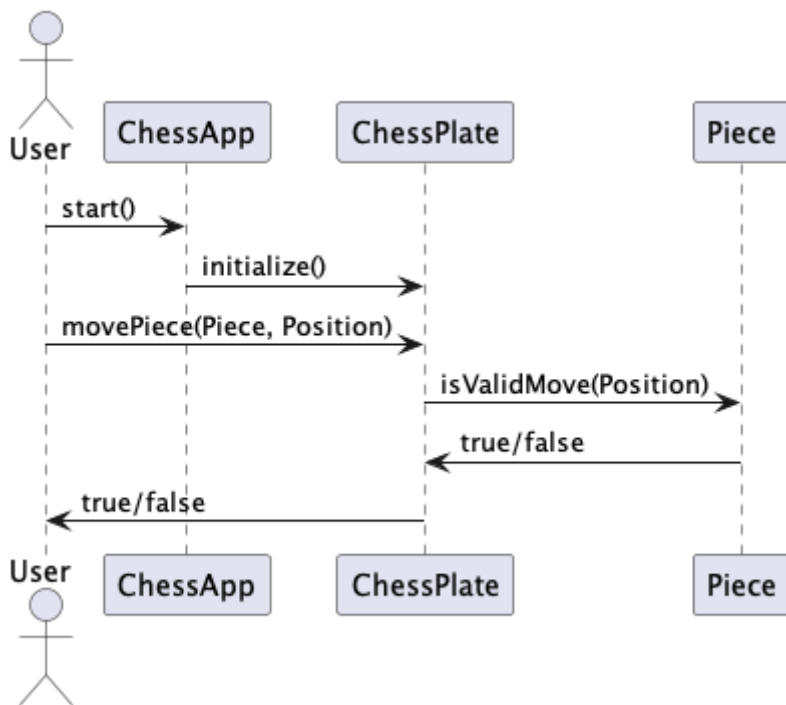 User
ChessApp
ChessPlate
Piece
start()
initialize()
movePiece(Piece, Position)
isValidMove(Position)
true/false
true/false
User
ChessApp
ChessPlate
Piece